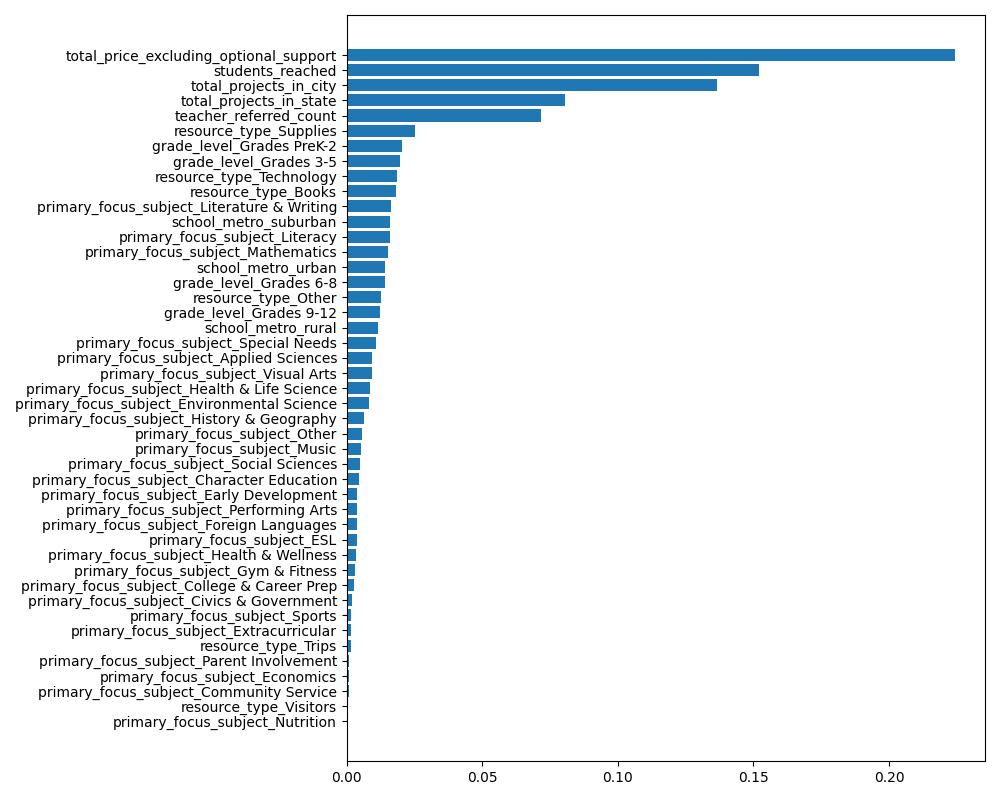 total_price_excluding_optional_support
students_reached
total_projects_in_city
total_projects_in_state
teacher_referred_count
resource_type_Supplies
grade_level_Grades PreK-2
grade_level_Grades 3-5
resource_type_Technology
resource_type_Books
primary_focus_subject_Literature & Writing
school_metro_suburban
primary_focus_subject_Literacy
primary_focus_subject_Mathematics
school_metro_urban
grade_level_Grades 6-8
resource_type_Other
grade_level_Grades 9-12
school_metro_rural
primary_focus_subject_Special Needs
primary_focus_subject_Applied Sciences
primary_focus_subject_Visual Arts
primary_focus_subject_Health & Life Science
primary_focus_subject_Environmental Science
primary_focus_subject_History & Geography
primary_focus_subject_Other
primary_focus_subject_Music
primary_focus_subject_Social Sciences
primary_focus_subject_Character Education
primary_focus_subject_Early Development
primary_focus_subject_Performing Arts
primary_focus_subject_Foreign Languages
primary_focus_subject_ESL
primary_focus_subject_Health & Wellness
primary_focus_subject_Gym & Fitness
primary_focus_subject_College & Career Prep
primary_focus_subject_Civics & Government
primary_focus_subject_Sports
primary_focus_subject_Extracurricular
resource_type_Trips
primary_focus_subject_Parent Involvement
primary_focus_subject_Economics
primary_focus_subject_Community Service
resource_type_Visitors
primary_focus_subject_Nutrition
0.00 0.05 0.10 0.15 0.20